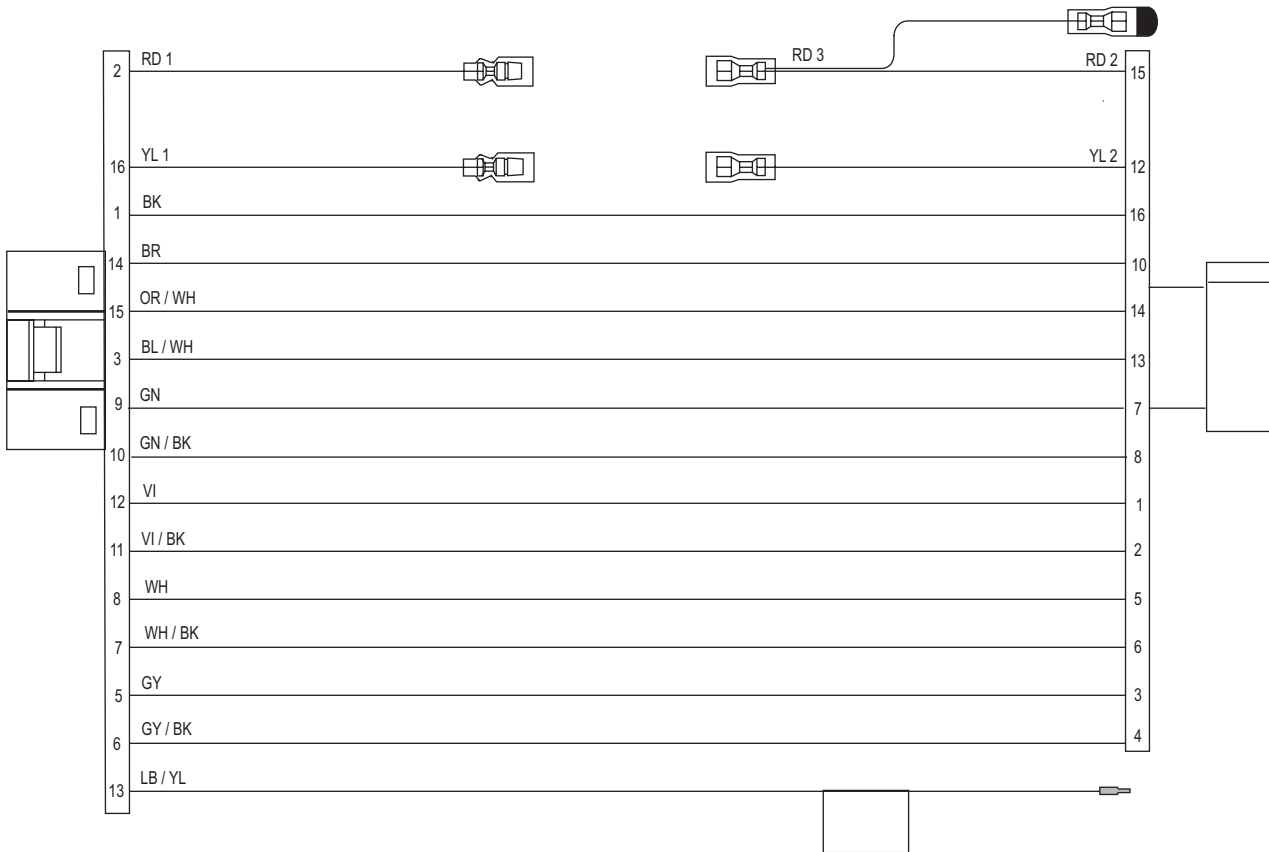 2 RD 1 RD 3 RD 2 15
16 YL 1 YL 2 12
1 BK 16
14 BR 10
15 OR / WH 14
3 BL / WH 13
9 GN 7
10 GN / BK 8
12 VI 1
11 VI / BK 2
8 WH 5
7 WH / BK 6
5 GY 3
6 GY / BK 4
13 LB / YL